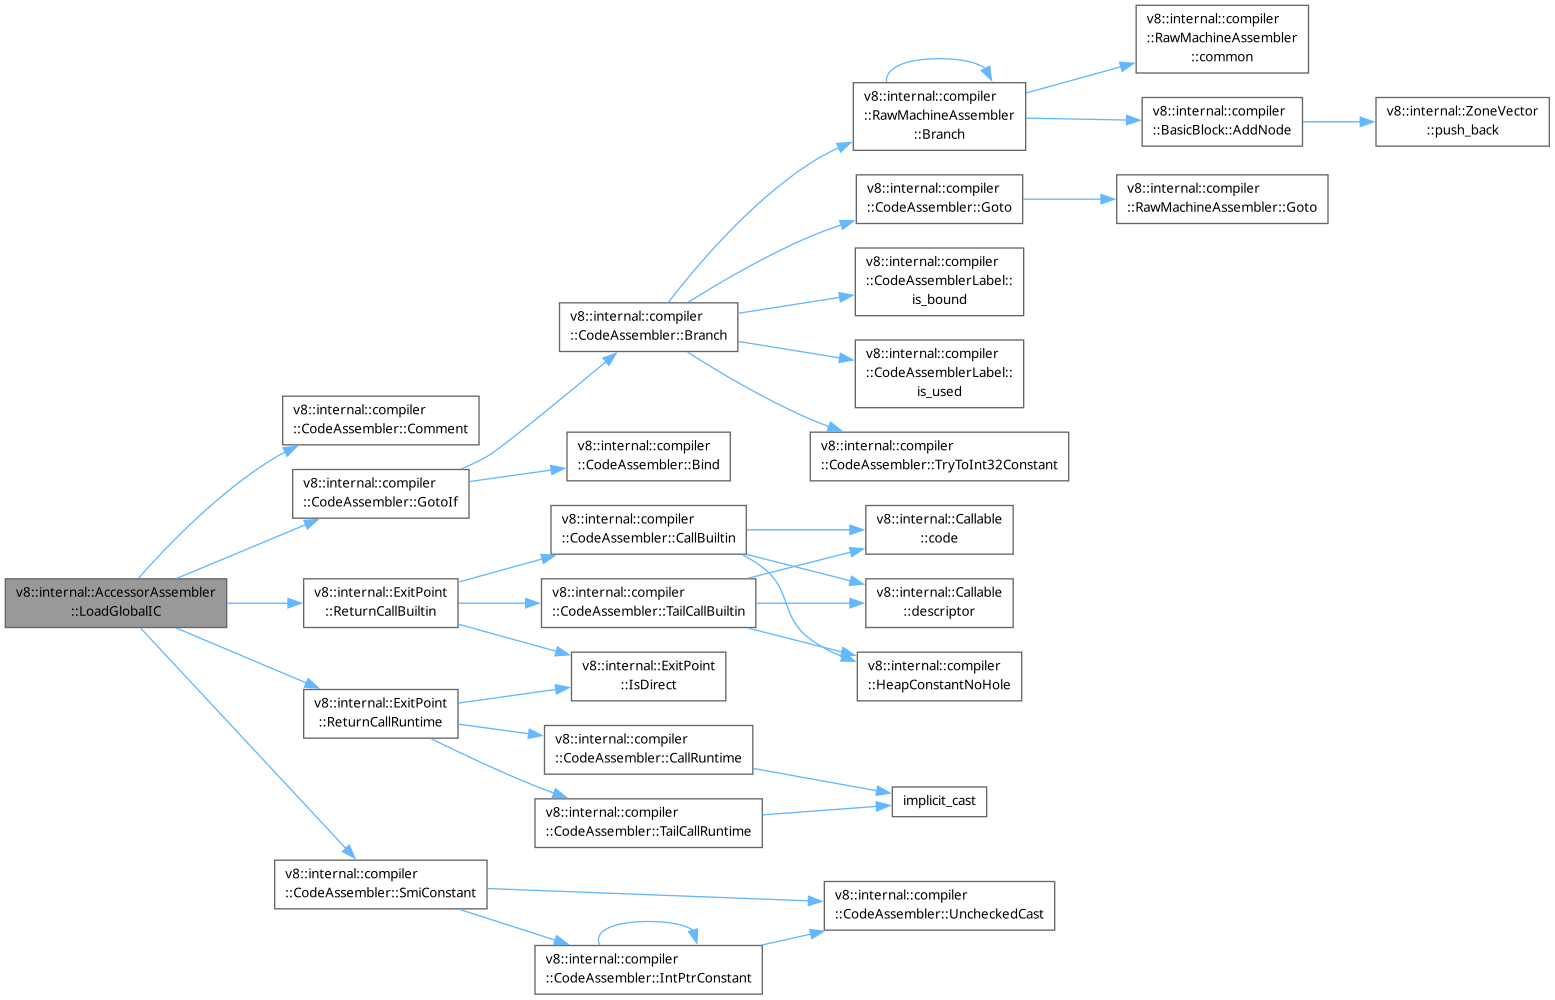 v8::internal::compiler
::RawMachineAssembler
::common
v8::internal::compiler
::RawMachineAssembler
::Branch
v8::internal::compiler
::BasicBlock::AddNode
v8::internal::ZoneVector
::push_back
v8::internal::compiler
::CodeAssembler::Goto
v8::internal::compiler
::RawMachineAssembler::Goto
v8::internal::compiler
::CodeAssemblerLabel::
is_bound
v8::internal::compiler
::CodeAssembler::Branch
v8::internal::compiler
::CodeAssemblerLabel::
is_used
v8::internal::compiler
::CodeAssembler::Comment
v8::internal::compiler
::CodeAssembler::Bind
v8::internal::compiler
::CodeAssembler::TryToInt32Constant
v8::internal::compiler
::CodeAssembler::GotoIf
v8::internal::compiler
::CodeAssembler::CallBuiltin
v8::internal::Callable
::code
v8::internal::AccessorAssembler
::LoadGlobalIC
v8::internal::ExitPoint
::ReturnCallBuiltin
v8::internal::compiler
::CodeAssembler::TailCallBuiltin
v8::internal::Callable
::descriptor
v8::internal::ExitPoint
::IsDirect
v8::internal::compiler
::HeapConstantNoHole
v8::internal::ExitPoint
::ReturnCallRuntime
v8::internal::compiler
::CodeAssembler::CallRuntime
implicit_cast
v8::internal::compiler
::CodeAssembler::TailCallRuntime
v8::internal::compiler
::CodeAssembler::SmiConstant
v8::internal::compiler
::CodeAssembler::UncheckedCast
v8::internal::compiler
::CodeAssembler::IntPtrConstant